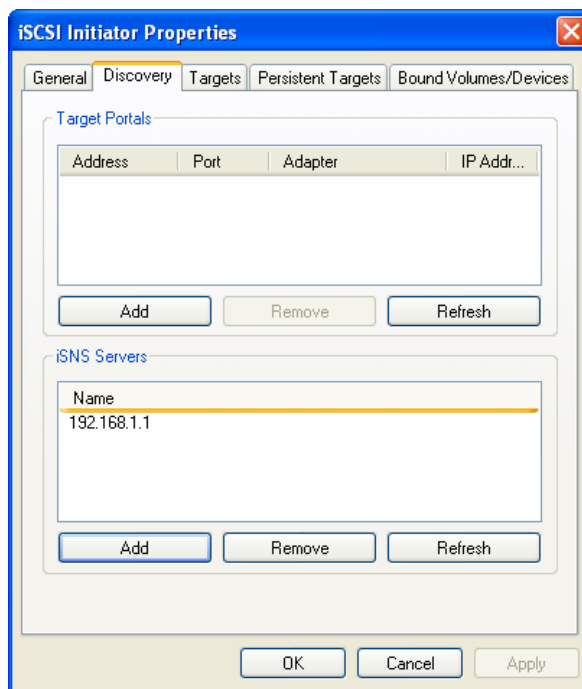 iSCSI Initiator Properties
General Discovery Targets Persistent Targets Bound Volumes/Devices
Target Portals
Address Port Adapter IP Addr...
Add Remove Refresh
iSNS Servers
Name
192.168.1.1
Add Remove Refresh
OK Cancel Apply